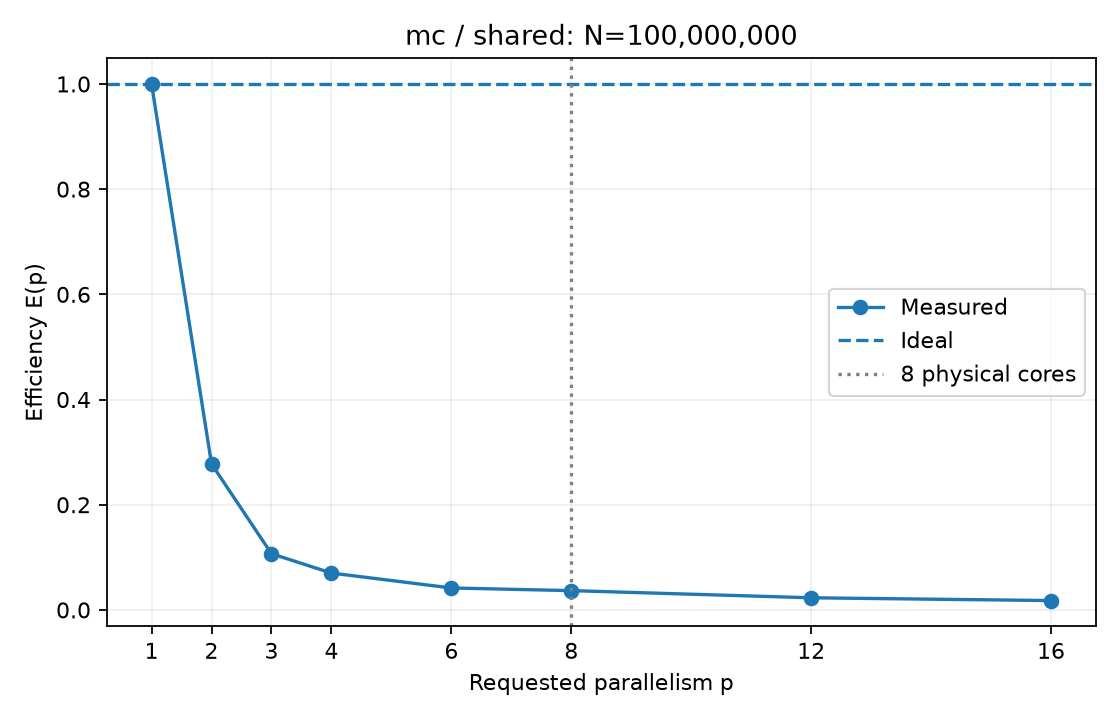 mc / shared: N=100,000,000
Efficiency E(p)
1.0
0.8
0.6
0.4
0.2
0.0
Measured
Ideal
8 physical cores
1 2 3 4 6 8 12 16
Requested parallelism p